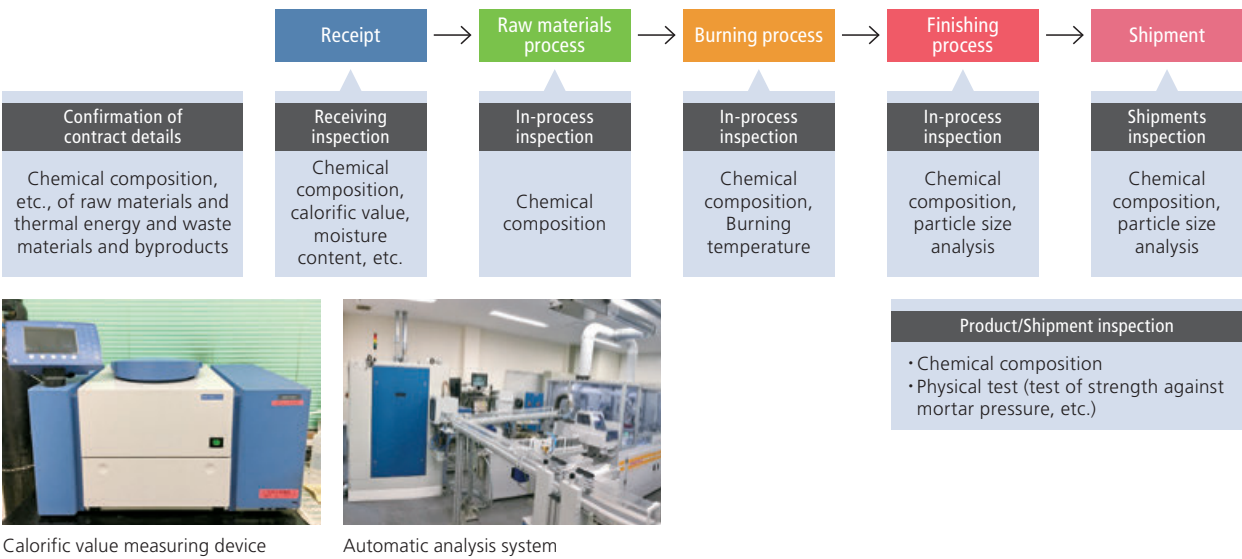 Receipt
Raw materials
process
Burning process
Finishing
process
Shipment
Confirmation of
contract details
Chemical composition,
etc., of raw materials and
thermal energy and waste
materials and byproducts
Receiving
inspection
Chemical
composition,
calorific value,
moisture
content, etc.
In-process
inspection
Chemical
composition
In-process
inspection
Chemical
composition,
Burning
temperature
In-process
inspection
Chemical
composition,
particle size
analysis
Shipments
inspection
Chemical
composition,
particle size
analysis
Product/Shipment inspection
・Chemical composition
・Physical test (test of strength against
mortar pressure, etc.)
Calorific value measuring device
Automatic analysis system